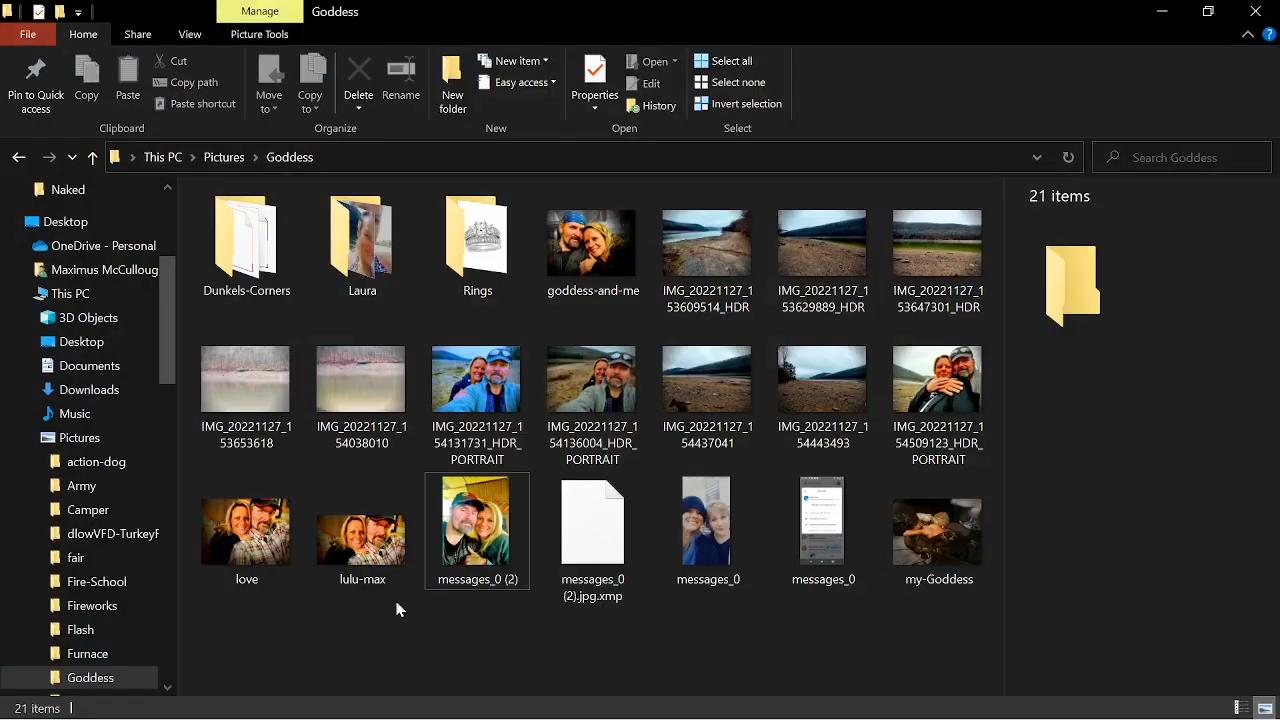 Manage
Goddess
File
Home
Share
View
Picture Tools
Pin to Quick access
Copy
Paste
Cut
Copy path
Paste shortcut
Clipboard
Move to
Copy to
Delete
Rename
Organize
New folder
New item
Easy access
New
Properties
Open
Edit
History
Open
Select all
Select none
Invert selection
Select
This PC
Pictures
Goddess
Search Goddess
Naked
Desktop
OneDrive - Personal
Maximus McCulloug
This PC
3D Objects
Desktop
Documents
Downloads
Music
Pictures
action-dog
Army
Camper
dlovely-turkeyF
fair
Fire-School
Fireworks
Flash
Furnace
Goddess
Dunkels-Corners
Laura
Rings
goddess-and-me
IMG_20221127_1
53609514_HDR
IMG_20221127_1
53629889_HDR
IMG_20221127_1
53647301_HDR
IMG_20221127_1
53653618
IMG_20221127_1
54038010
IMG_20221127_1
54131731_HDR_
PORTRAIT
IMG_20221127_1
54136004_HDR_
PORTRAIT
IMG_20221127_1
54437041
IMG_20221127_1
54443493
IMG_20221127_1
54509123_HDR
_PORTRAIT
love
lulu-max
messages_0 (2)
messages_0
(2).jpg.xmp
messages_0
messages_0
my-Goddess
21 items
21 items